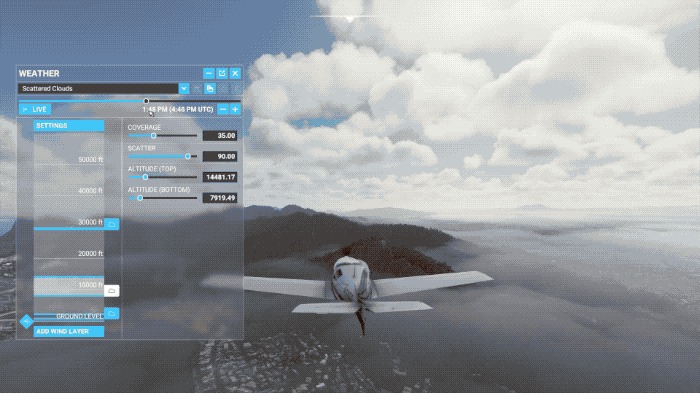 WEATHER
Scattered Clouds
LIVE
1:48 PM (4:48 PM UTC)
SETTINGS
50000 ft
40000 ft
30000 ft
20000 ft
10000 ft
GROUND LEVEL
ADD WIND LAYER
COVERAGE
35.00
SCATTER
90.00
ALTITUDE (TOP)
14481.17
ALTITUDE (BOTTOM)
7919.49